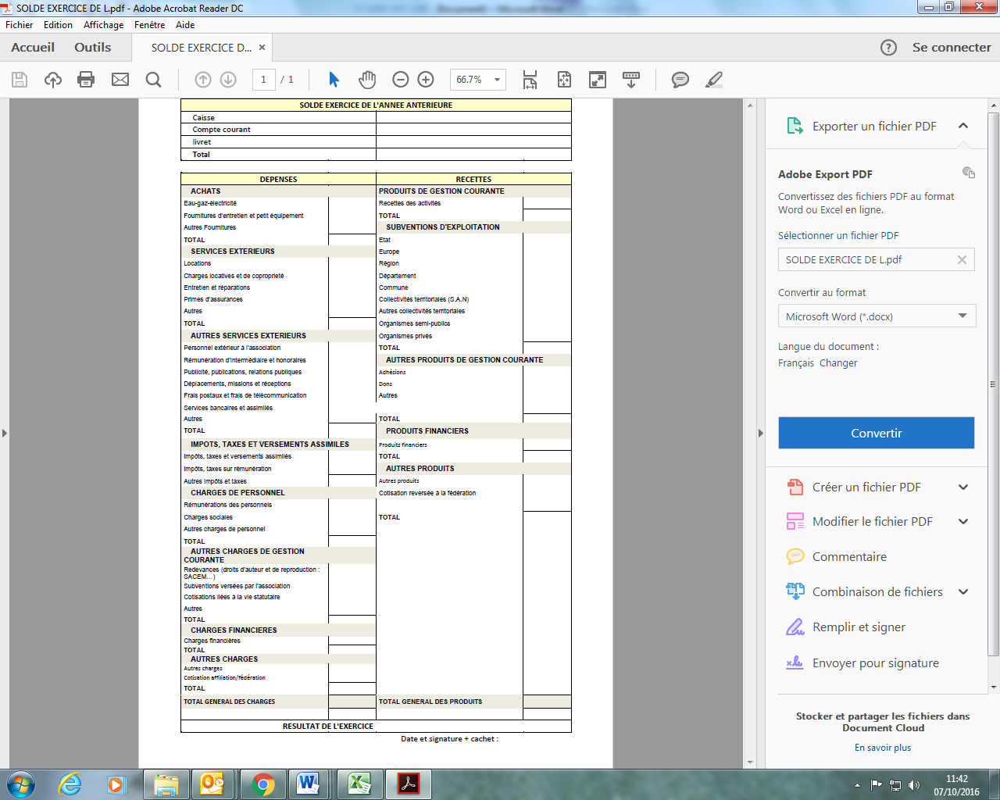 SOLDE EXERCICE DE L.pdf - Adobe Acrobat Reader DC
Fichier Edition Affichage Fenêtre Aide
Accueil Outils SOLDE EXERCICE D... × ? Se connecter
1 / 1 66.7%
SOLDE EXERCICE DE L'ANNEE ANTERIEURE
Caisse
Compte courant
livret
Total
DEPENSES RECETTES
ACHATS PRODUITS DE GESTION COURANTE
Eau-gaz-électricité Recettes des activités
Fournitures d'entretien et petit équipement TOTAL
Autres Fournitures SUBVENTIONS D'EXPLOITATION
TOTAL Etat
SERVICES EXTERIEURS Europe
Locations Région
Charges locatives et de coproprieté Département
Entretien et réparations Commune
Primes d'assurances Collectivités territoriales (S.A.N)
Autres Autres collectivités territoriales
TOTAL Organismes semi-publics
AUTRES SERVICES EXTERIEURS Organismes privés
Personnel extérieur à l'association TOTAL
Rémunération d'intermédiaire et honoraires AUTRES PRODUITS DE GESTION COURANTE
Publicité, publications, relations publiques Adhésions
Déplacements, missions et réceptions Dons
Frais postaux et frais de télécommunication Autres
Services bancaires et assimilés
Autres TOTAL
TOTAL PRODUITS FINANCIERS
IMPOTS, TAXES ET VERSEMENTS ASSIMILES Produits financiers
Impôts, taxes et versements assimilés TOTAL
Impôts, taxes sur rémunération AUTRES PRODUITS
Autres impôts et taxes Autres produits
CHARGES DE PERSONNEL Cotisation reversée à la fédération
Rémunérations des personnels
Charges sociales TOTAL
Autres charges de personnel
TOTAL
AUTRES CHARGES DE GESTION
COURANTE
Redevances (droits d'auteur et de reproduction :
SACEM...)
Subventions versées par l'association
Cotisations liées à la vie statutaire
Autres
TOTAL
CHARGES FINANCIERES
Charges financières
TOTAL
AUTRES CHARGES
Autres charges
Cotisation affiliation/fédération
TOTAL
TOTAL GENERAL DES CHARGES TOTAL GENERAL DES PRODUITS
RESULTAT DE L'EXERCICE
Date et signature + cachet :
Exporter un fichier PDF
Adobe Export PDF
Convertissez des fichiers PDF au format
Word ou Excel en ligne.
Sélectionner un fichier PDF
SOLDE EXERCICE DE L.pdf
Convertir au format
Microsoft Word (*.docx)
Langue du document :
Français Changer
Convertir
Créer un fichier PDF
Modifier le fichier PDF
Commentaire
Combinaison de fichiers
Remplir et signer
Envoyer pour signature
Stocker et partager les fichiers dans
Document Cloud
En savoir plus
11:42
07/10/2016